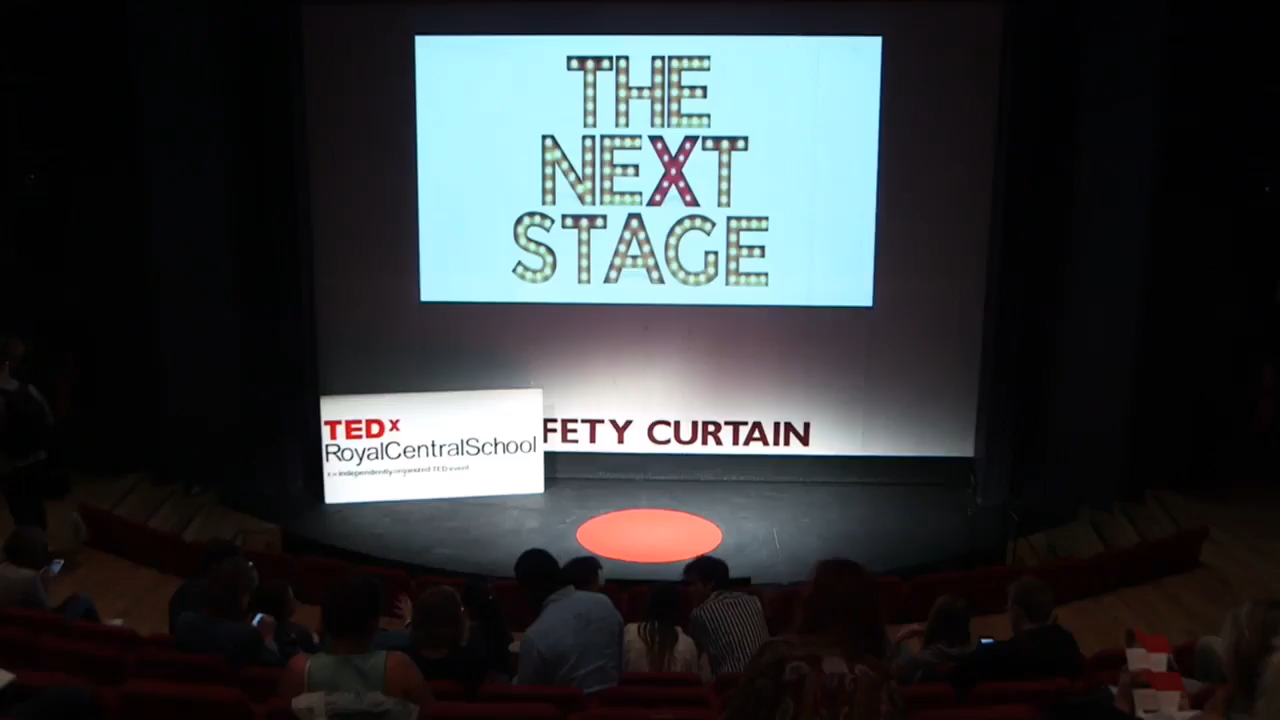 THE
NEXT
STAGE
TEDx
RoyalCentralSchool
x = independently organized TED event
FETY CURTAIN